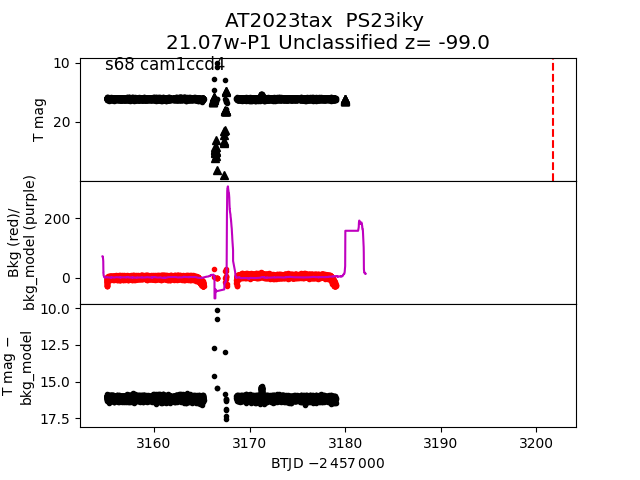 AT2023tax  PS23iky
21.07w-P1 Unclassified z= -99.0
s68 cam1ccd4
10
20
T mag
200
0
Bkg (red)/
bkg_model (purple)
10.0
12.5
15.0
17.5
T mag −
bkg_model
3160 3170 3180 3190 3200
BTJD −2 457 000